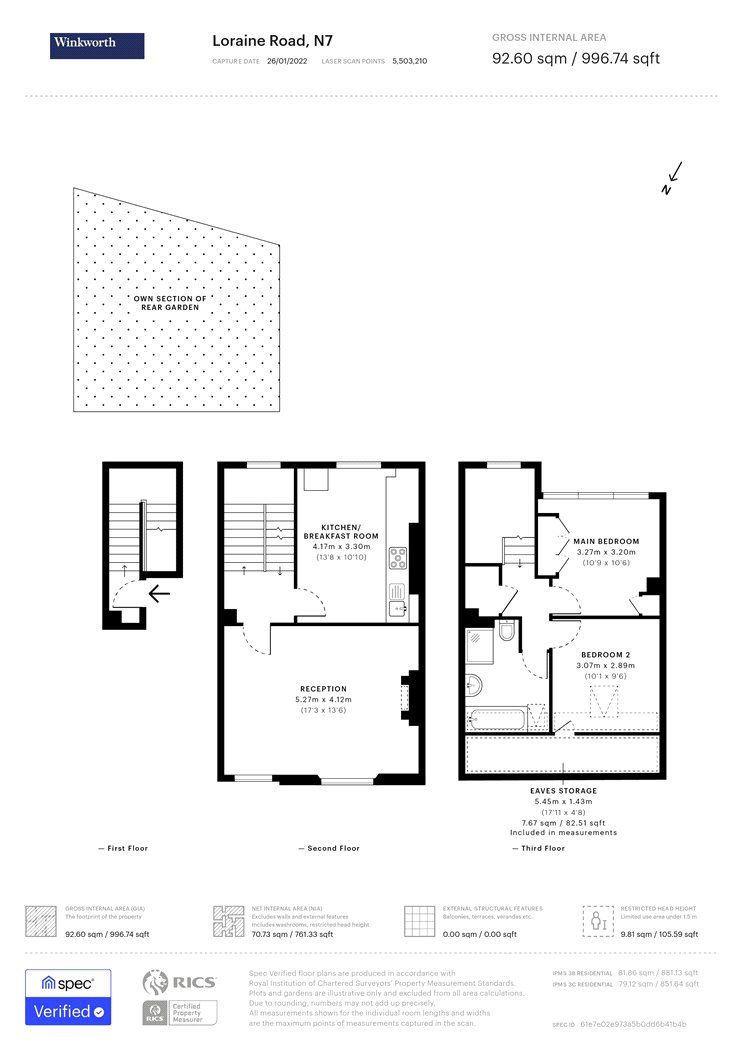 Winkworth
Loraine Road, N7
CAPTURE DATE 26/01/2022 LASER SCAN POINTS 5,503,210
GROSS INTERNAL AREA
92.60 sqm / 996.74 sqft
N
OWN SECTION OF
REAR GARDEN
KITCHEN/
BREAKFAST ROOM
4.17m x 3.30m
(13'8 x 10'10)
RECEPTION
5.27m x 4.12m
(17'3 x 13'6)
MAIN BEDROOM
3.27m x 3.20m
(10'9 x 10'6)
BEDROOM 2
3.07m x 2.89m
(10'1 x 9'6)
EAVES STORAGE
5.45m x 1.43m
(17'11 x 4'8)
7.67 sqm / 82.51 sqft
Included in measurements
— First Floor
— Second Floor
— Third Floor
GROSS INTERNAL AREA (GIA)
The footprint of the property
92.60 sqm / 996.74 sqft
NET INTERNAL AREA (NIA)
Excludes walls and external features
Includes washrooms, restricted head height
70.73 sqm / 761.33 sqft
EXTERNAL STRUCTURAL FEATURES
Balconies, terraces, verandas etc.
0.00 sqm / 0.00 sqft
RESTRICTED HEAD HEIGHT
Limited use area under 1.5 m
9.81 sqm / 105.59 sqft
spec
Verified
RICS
RICS
Certified
Property
Measurer
Spec Verified floor plans are produced in accordance with
Royal Institution of Chartered Surveyors' Property Measurement Standards.
Plots and gardens are illustrative only and excluded from all area calculations.
Due to rounding, numbers may not add up precisely.
All measurements shown for the individual room lengths and widths
are the maximum points of measurements captured in the scan.
IPMS 3B RESIDENTIAL 81.86 sqm / 881.13 sqft
IPMS 3C RESIDENTIAL 79.12 sqm / 851.64 sqft
SPEC ID 61e7e02e973a5b0dd6b41b4b